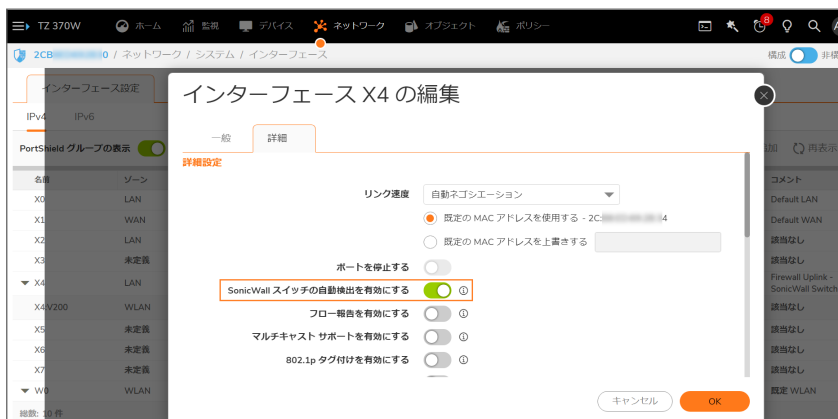 TZ 370W ホーム 監視 デバイス ネットワーク オブジェクト ポリシー 8
2CB 0 / ネットワーク / システム / インターフェース 構成
インターフェース設定
インターフェース X4 の編集
IPv4 IPv6
一般 詳細
PortShield グループの表示 再表示
詳細設定
名前 ゾーン コメント
リンク速度 自動ネゴシエーション
X0 LAN Default LAN
既定の MAC アドレスを使用する - 2C: 4
X1 WAN Default WAN
既定の MAC アドレスを上書きする
X2 LAN 該当なし
X3 未定義 該当なし
ポートを停止する
X4 LAN Firewall Uplink -
SonicWall Switch
SonicWall スイッチの自動検出を有効にする
X4:V200 WLAN 該当なし
フロー報告を有効にする
X5 未定義 該当なし
マルチキャスト サポートを有効にする
X6 未定義 該当なし
802.1p タグ付けを有効にする
X7 未定義 該当なし
W0 WLAN 既定 WLAN
キャンセル OK
総数: 10 件